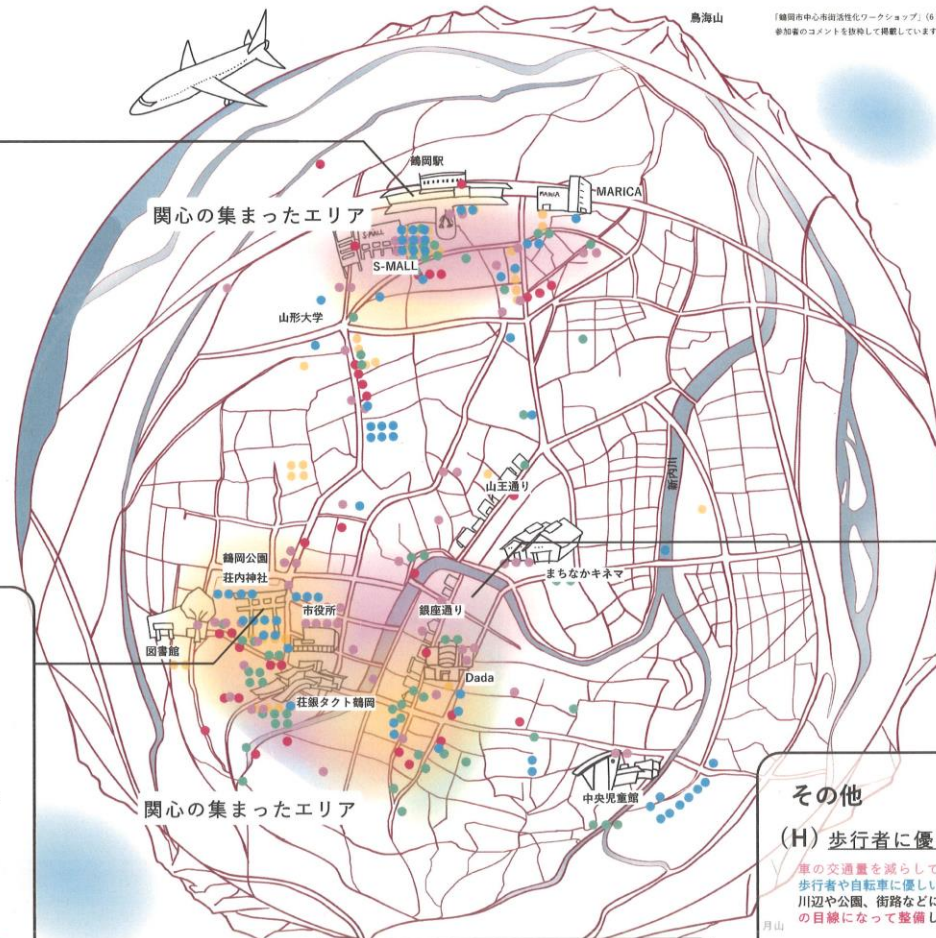 鳥海山
「鶴岡市中心市街活性化ワークショップ」（6
参加者のコメントを抜粋して掲載しています
鶴岡駅
MARICA
MARICA
関心の集まったエリア
S-MALL
S-MALL
山形大学
山王通り
新内川
鶴岡公園
荘内神社
まちなかキネマ
市役所
銀座通り
図書館
Dada
荘銀タクト鶴岡
中央児童館
関心の集まったエリア
その他
（H）歩行者に優
車の交通量を減らして
歩行者や自転車に優しい
川辺や公園、街路などに
の目線になって整備し
月山